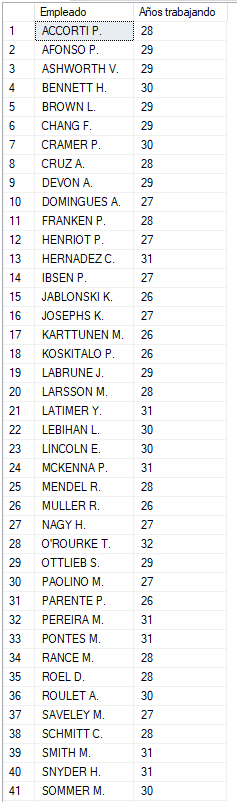 Empleado Años trabajando
1 ACCORTI P. 28
2 AFONSO P. 29
3 ASHWORTH V. 29
4 BENNETT H. 30
5 BROWN L. 29
6 CHANG F. 29
7 CRAMER P. 30
8 CRUZ A. 28
9 DEVON A. 29
10 DOMINGUES A. 27
11 FRANKEN P. 28
12 HENRIOT P. 27
13 HERNADEZ C. 31
14 IBSEN P. 27
15 JABLONSKI K. 26
16 JOSEPHS K. 27
17 KARTTUNEN M. 26
18 KOSKITALO P. 26
19 LABRUNE J. 29
20 LARSSON M. 28
21 LATIMER Y. 31
22 LEBIHAN L. 30
23 LINCOLN E. 30
24 MCKENNA P. 31
25 MENDEL R. 28
26 MULLER R. 26
27 NAGY H. 27
28 O'ROURKE T. 32
29 OTTLIEB S. 29
30 PAOLINO M. 27
31 PARENTE P. 26
32 PEREIRA M. 31
33 PONTES M. 31
34 RANCE M. 28
35 ROEL D. 28
36 ROULET A. 30
37 SAVELEY M. 27
38 SCHMITT C. 28
39 SMITH M. 31
40 SNYDER H. 31
41 SOMMER M. 30